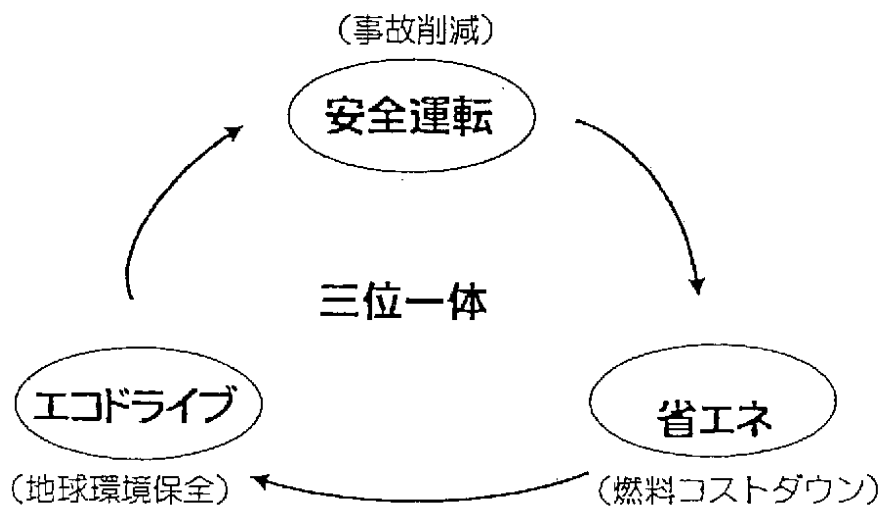 （事故削減）
安全運転
三位一体
エコドライブ
（地球環境保全）
省エネ
（燃料コストダウン）